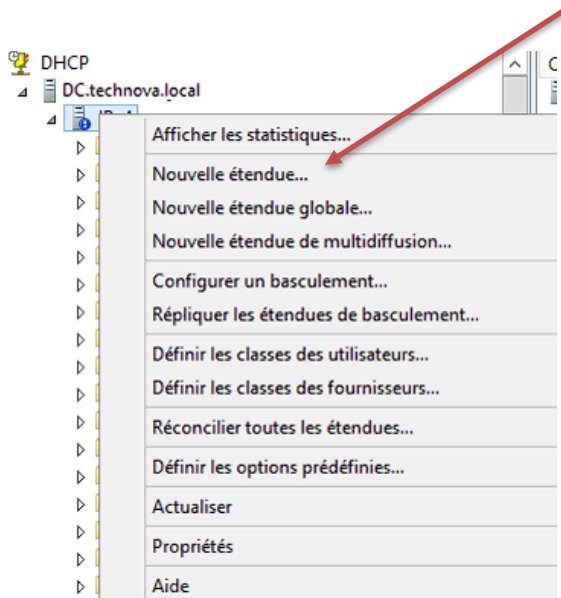 DHCP
DC.technova.local
Afficher les statistiques...
Nouvelle étendue...
Nouvelle étendue globale...
Nouvelle étendue de multidiffusion...
Configurer un basculement...
Répliquer les étendues de basculement...
Définir les classes des utilisateurs...
Définir les classes des fournisseurs...
Réconcilier toutes les étendues...
Définir les options prédéfinies...
Actualiser
Propriétés
Aide